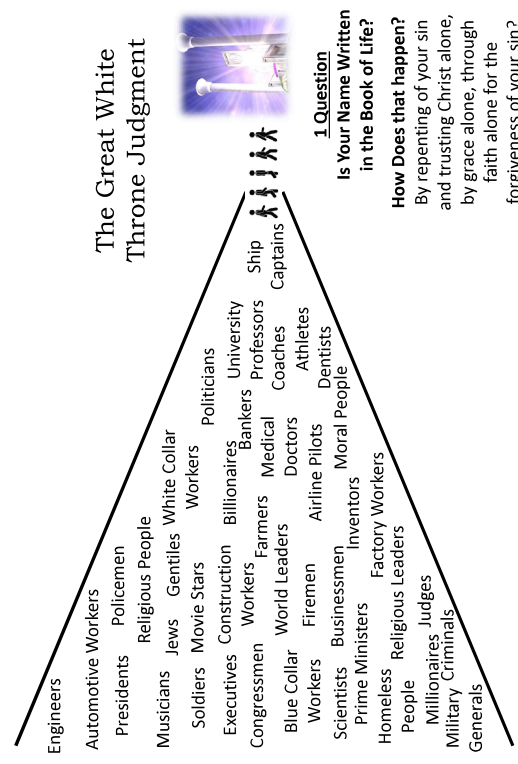 The Great White
Throne Judgment
Engineers
Automotive Workers
Presidents
Policemen
Religious People
Musicians
Jews
Gentiles
White Collar
Workers
Soldiers
Movie Stars
Politicians
Executives
Construction
Workers
Billionaires
University
Professors
Congressmen
Farmers
Bankers
Ship
Captains
World Leaders
Medical
Doctors
Coaches
Blue Collar
Workers
Firemen
Airline Pilots
Athletes
Dentists
Scientists
Businessmen
Inventors
Moral People
Prime Ministers
Factory Workers
Homeless
People
Religious Leaders
Millionaires
Judges
Criminals
Military
Generals
1 Question
Is Your Name Written
in the Book of Life?
How Does that happen?
By repenting of your sin
and trusting Christ alone,
by grace alone, through
faith alone for the
forgiveness of your sin?